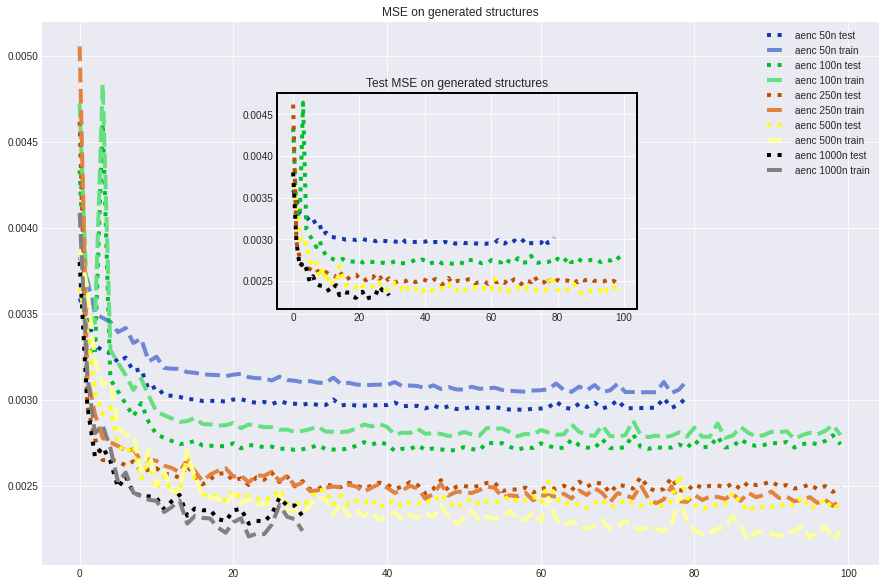 MSE on generated structures
0.0050
0.0045
0.0040
0.0035
0.0030
0.0025
0 20 40 60 80 100
Test MSE on generated structures
0.0045
0.0040
0.0035
0.0030
0.0025
0 20 40 60 80 100
aenc 50n test
aenc 50n train
aenc 100n test
aenc 100n train
aenc 250n test
aenc 250n train
aenc 500n test
aenc 500n train
aenc 1000n test
aenc 1000n train